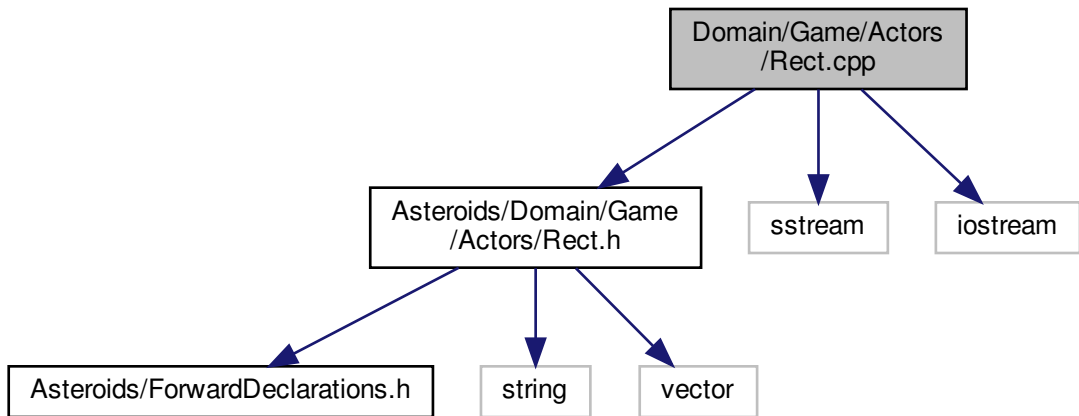 Domain/Game/Actors
/Rect.cpp
Asteroids/Domain/Game
/Actors/Rect.h
sstream
iostream
Asteroids/ForwardDeclarations.h
string
vector